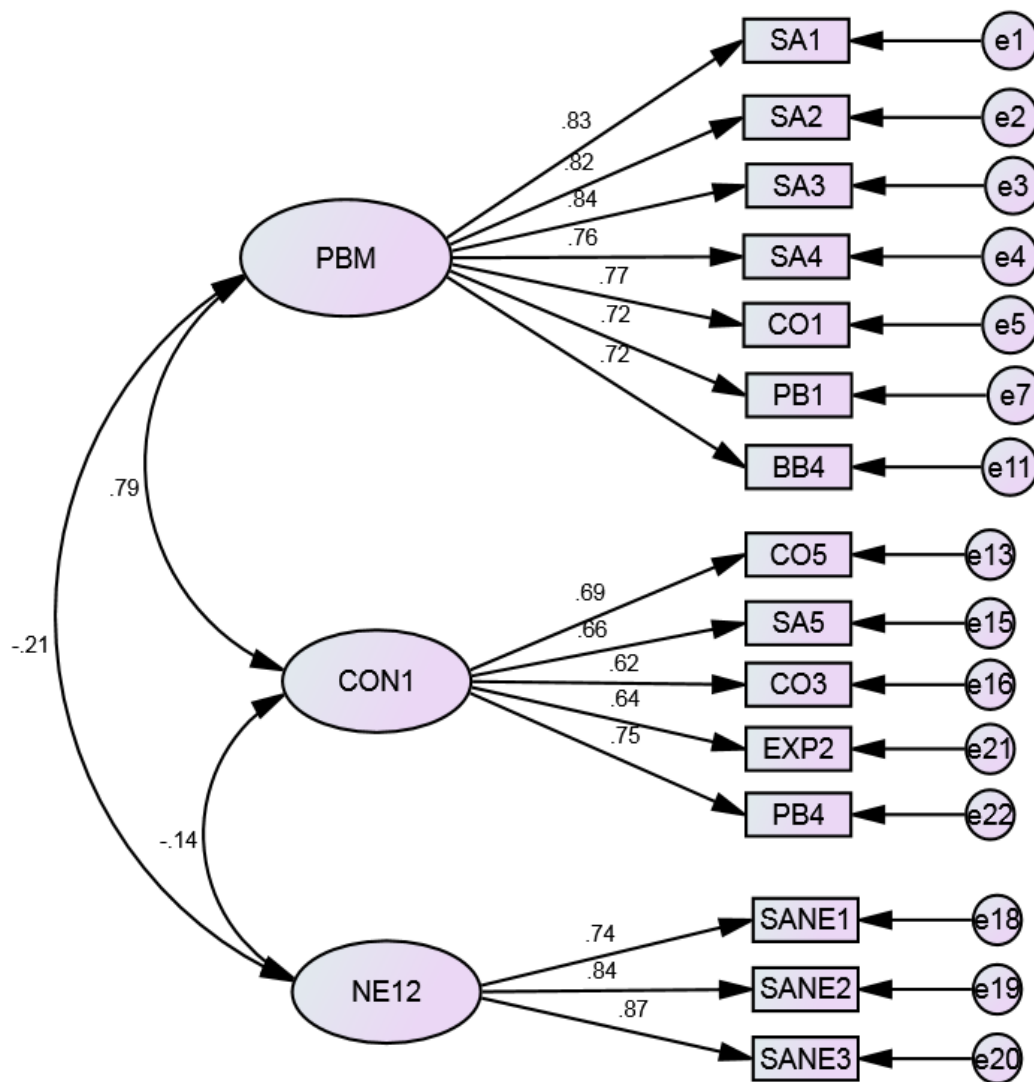 SA1
e1
.83
SA2
e2
.82
SA3
e3
.84
PBM
SA4
e4
.76
CO1
e5
.77
PB1
e7
.72
BB4
e11
.72
.79
-.21
CO5
e13
.69
SA5
e15
.66
CON1
CO3
e16
.62
EXP2
e21
.64
PB4
e22
.75
-.14
SANE1
e18
.74
NE12
SANE2
e19
.84
SANE3
e20
.87